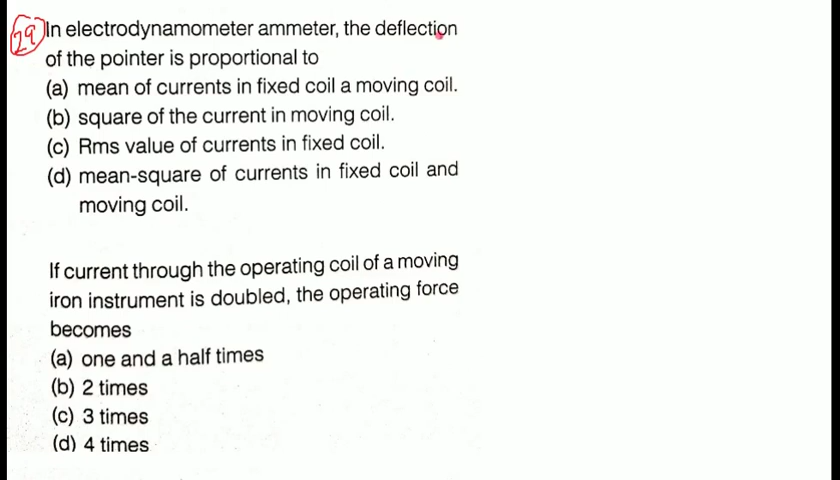 29 In electrodynamometer ammeter, the deflection
of the pointer is proportional to
(a) mean of currents in fixed coil a moving coil.
(b) square of the current in moving coil.
(c) Rms value of currents in fixed coil.
(d) mean-square of currents in fixed coil and
moving coil.
If current through the operating coil of a moving
iron instrument is doubled, the operating force
becomes
(a) one and a half times
(b) 2 times
(c) 3 times
(d) 4 times